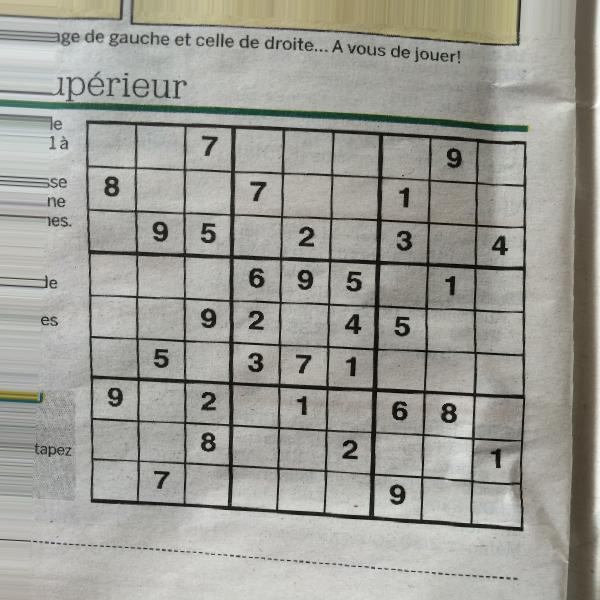 age de gauche et celle de droite... A vous de jouer!
upérieur
le
1 à
sse
ne
nes.
de
es
tapez
7 9
8 7 1
9 5 2 3 4
6 9 5 1
9 2 4 5
5 3 7 1
9 2 1 6 8
8 2 1
7 9